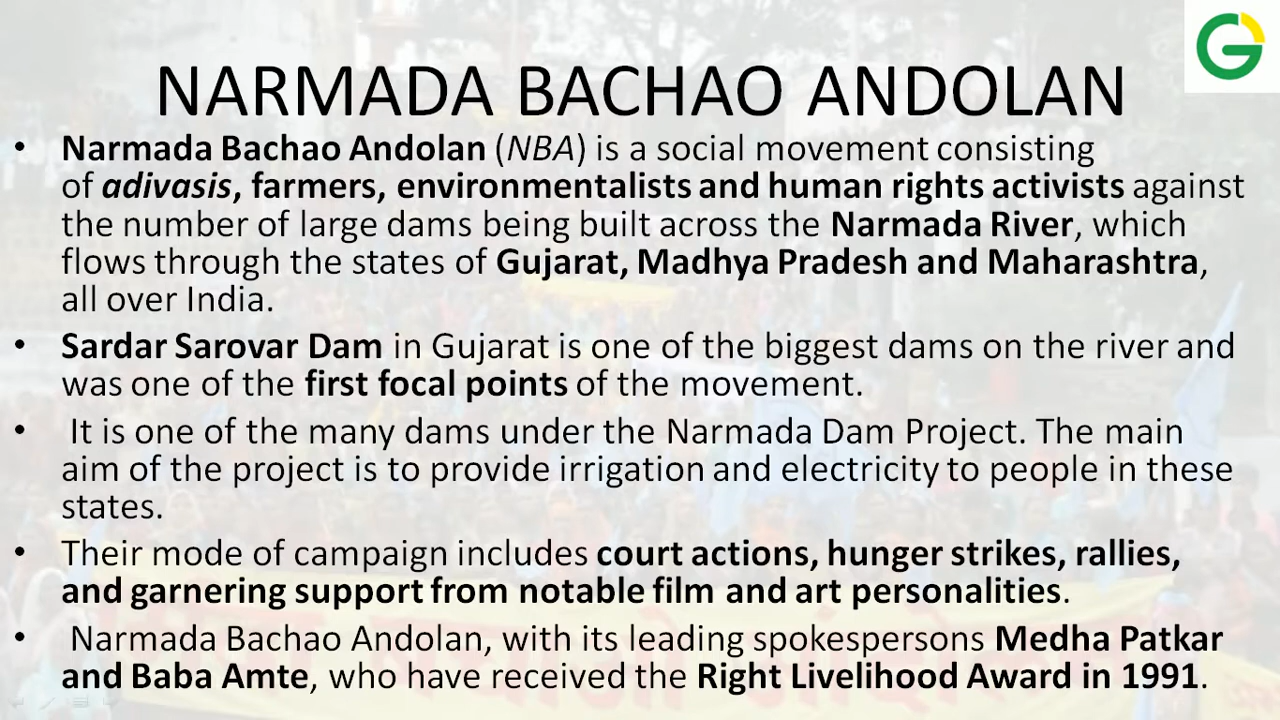 NARMADA BACHAO ANDOLAN
• Narmada Bachao Andolan (NBA) is a social movement consisting
of adivasis, farmers, environmentalists and human rights activists against
the number of large dams being built across the Narmada River, which
flows through the states of Gujarat, Madhya Pradesh and Maharashtra,
all over India.
• Sardar Sarovar Dam in Gujarat is one of the biggest dams on the river and
was one of the first focal points of the movement.
• It is one of the many dams under the Narmada Dam Project. The main
aim of the project is to provide irrigation and electricity to people in these
states.
• Their mode of campaign includes court actions, hunger strikes, rallies,
and garnering support from notable film and art personalities.
• Narmada Bachao Andolan, with its leading spokespersons Medha Patkar
and Baba Amte, who have received the Right Livelihood Award in 1991.